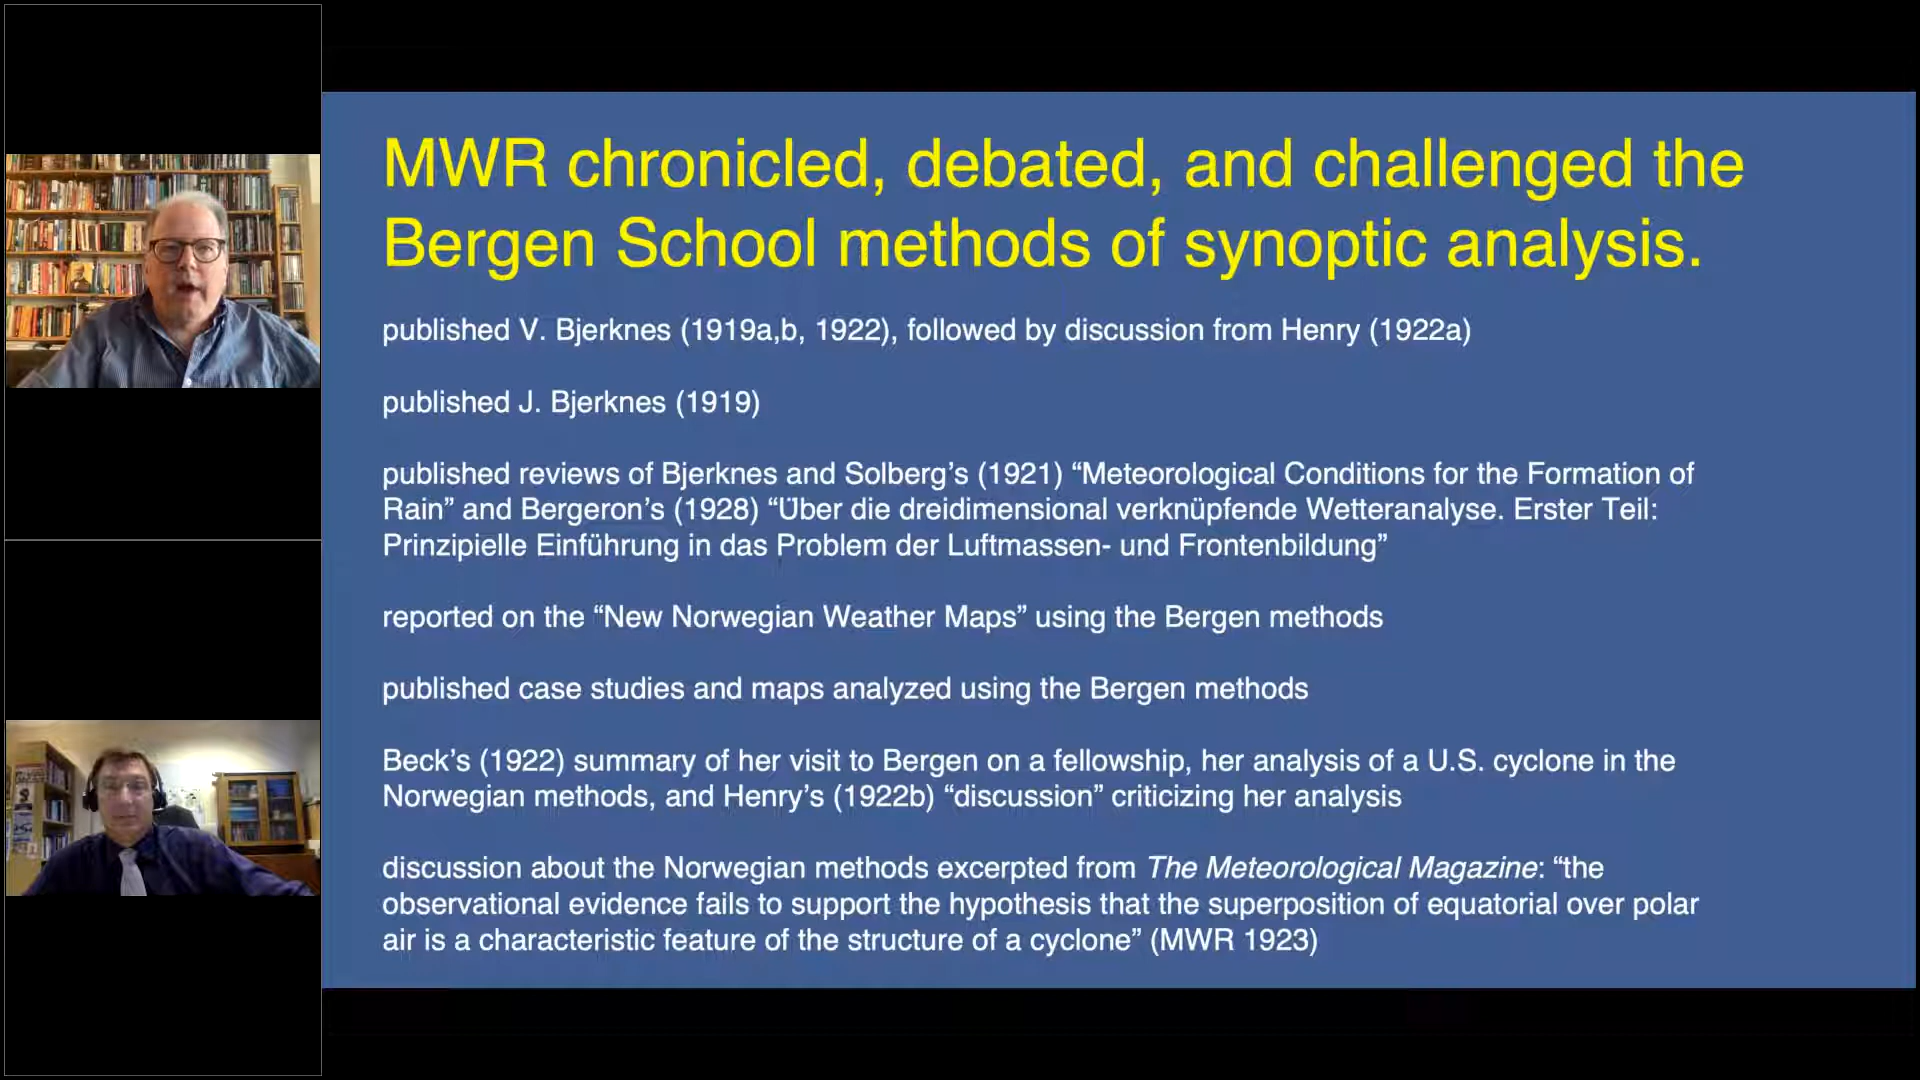 MWR chronicled, debated, and challenged the
Bergen School methods of synoptic analysis.
published V. Bjerknes (1919a,b, 1922), followed by discussion from Henry (1922a)
published J. Bjerknes (1919)
published reviews of Bjerknes and Solberg’s (1921) “Meteorological Conditions for the Formation of
Rain” and Bergeron’s (1928) “Über die dreidimensional verknüpfende Wetteranalyse. Erster Teil:
Prinzipielle Einführung in das Problem der Luftmassen- und Frontenbildung”
reported on the “New Norwegian Weather Maps” using the Bergen methods
published case studies and maps analyzed using the Bergen methods
Beck’s (1922) summary of her visit to Bergen on a fellowship, her analysis of a U.S. cyclone in the
Norwegian methods, and Henry’s (1922b) “discussion” criticizing her analysis
discussion about the Norwegian methods excerpted from The Meteorological Magazine: “the
observational evidence fails to support the hypothesis that the superposition of equatorial over polar
air is a characteristic feature of the structure of a cyclone” (MWR 1923)